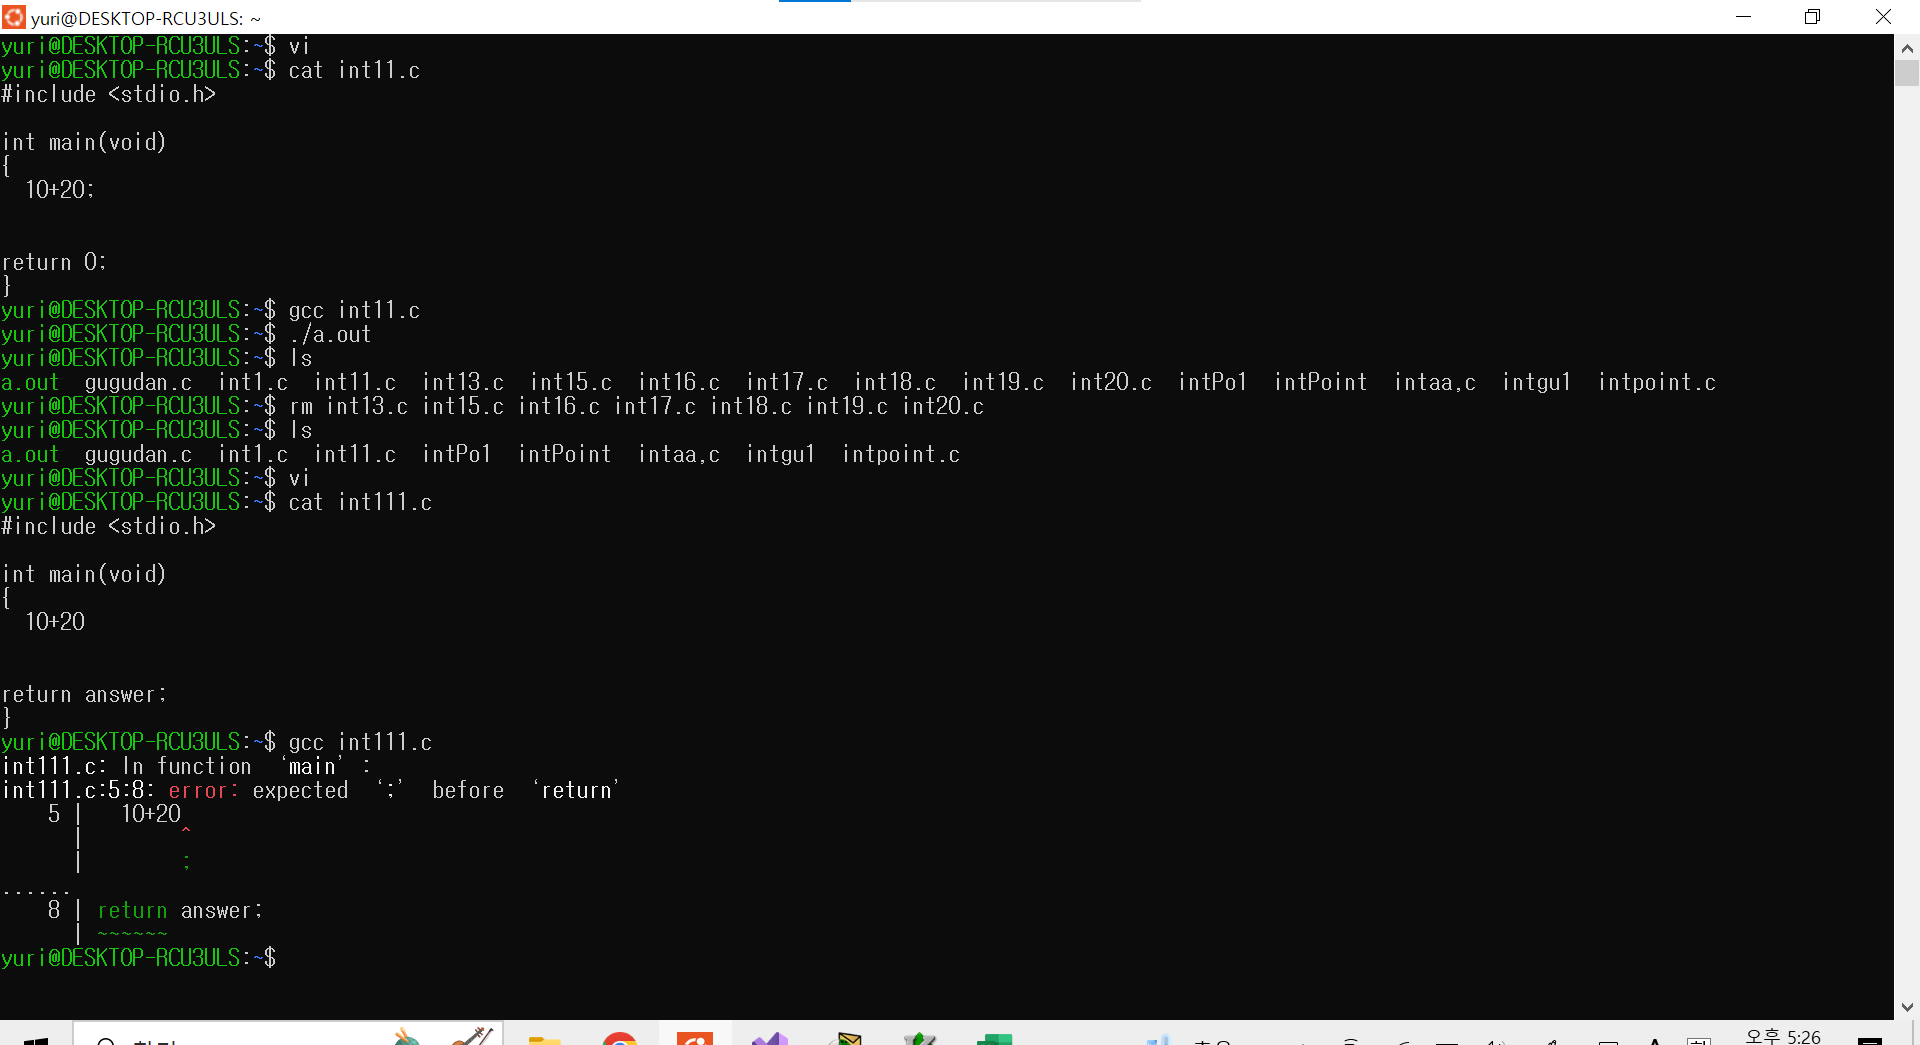 yuri@DESKTOP-RCU3ULS: ~
yuri@DESKTOP-RCU3ULS:~$ vi
yuri@DESKTOP-RCU3ULS:~$ cat int11.c
#include <stdio.h>
int main(void)
{
10+20;
return 0;
}
yuri@DESKTOP-RCU3ULS:~$ gcc int11.c
yuri@DESKTOP-RCU3ULS:~$ ./a.out
yuri@DESKTOP-RCU3ULS:~$ ls
a.out gugudan.c int1.c int11.c int13.c int15.c int16.c int17.c int18.c int19.c int20.c intPo1 intPoint intaa,c intgu1 intpoint.c
yuri@DESKTOP-RCU3ULS:~$ rm int13.c int15.c int16.c int17.c int18.c int19.c int20.c
yuri@DESKTOP-RCU3ULS:~$ ls
a.out gugudan.c int1.c int11.c intPo1 intPoint intaa,c intgu1 intpoint.c
yuri@DESKTOP-RCU3ULS:~$ vi
yuri@DESKTOP-RCU3ULS:~$ cat int111.c
#include <stdio.h>
int main(void)
{
10+20
return answer;
}
yuri@DESKTOP-RCU3ULS:~$ gcc int111.c
int111.c: In function ‘main’ :
int111.c:5:8: error: expected ‘;’ before ‘return’
5 | 10+20
| ^
| ;
......
8 | return answer;
| ~~~~~~
yuri@DESKTOP-RCU3ULS:~$
오후 5:26